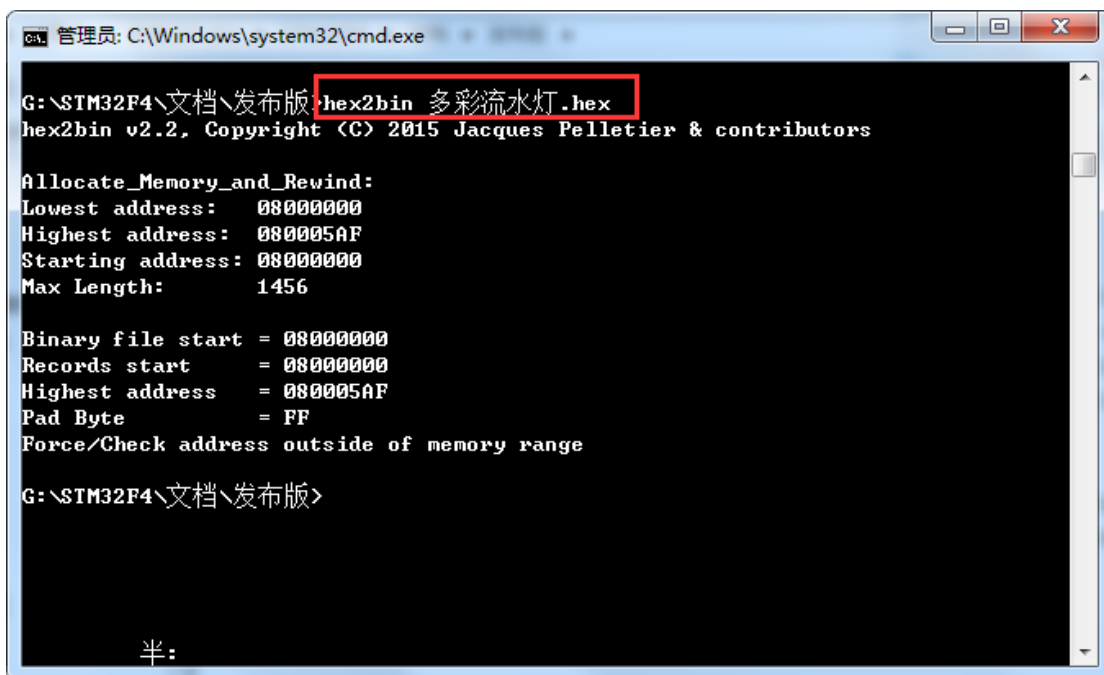 管理员: C:\Windows\system32\cmd.exe
G:\STM32F4\文档\发布版>hex2bin 多彩流水灯.hex
hex2bin v2.2, Copyright (C) 2015 Jacques Pelletier & contributors
Allocate_Memory_and_Rewind:
Lowest address:   08000000
Highest address:  080005AF
Starting address: 08000000
Max Length:       1456
Binary file start = 08000000
Records start     = 08000000
Highest address   = 080005AF
Pad Byte          = FF
Force/Check address outside of memory range
G:\STM32F4\文档\发布版>
半: